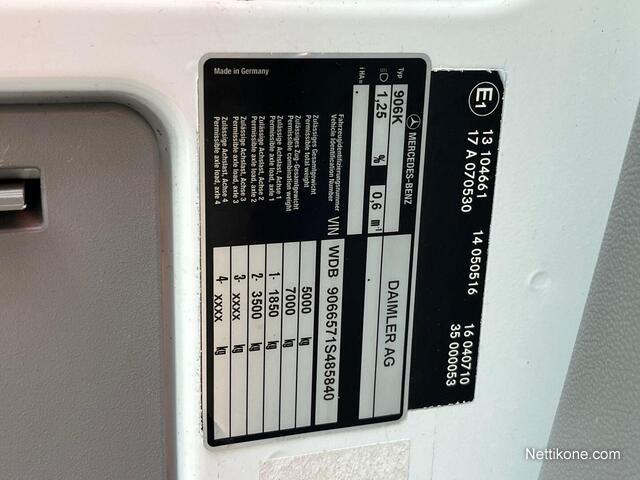 MERCEDES-BENZ
DAIMLER AG
Typ 906K
1,25 % 0,6 m-1
i HA=
Fahrzeugidentifizierungsnummer
Vehicle Identification Number
VIN WDB 9066571S485840
Zulässiges Gesamtgewicht
Permissible total weight
5000 kg
Zulässiges Zug-Gesamtgewicht
Permissible combination weight
7000 kg
Zulässige Achslast, Achse 1
Permissible axle load, axle 1
1- 1850 kg
Zulässige Achslast, Achse 2
Permissible axle load, axle 2
2- 3500 kg
Zulässige Achslast, Achse 3
Permissible axle load, axle 3
3- xxxx kg
Zulässige Achslast, Achse 4
Permissible axle load, axle 4
4- xxxx kg
Made in Germany
E1
13 104661 14 050516 16 040710
17 A 070530 35 000053
Nettikone.com